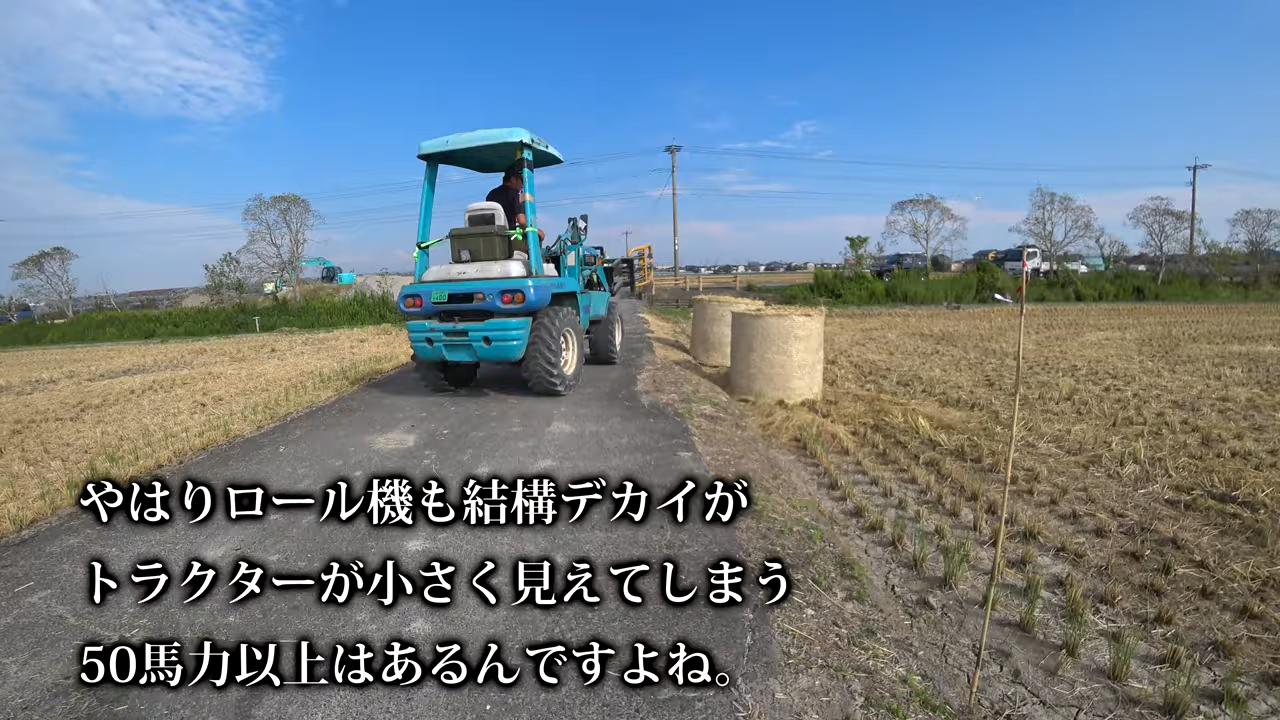 やはりロール機も結構デカイが
トラクターが小さく見えてしまう
50馬力以上はあるんですよね。